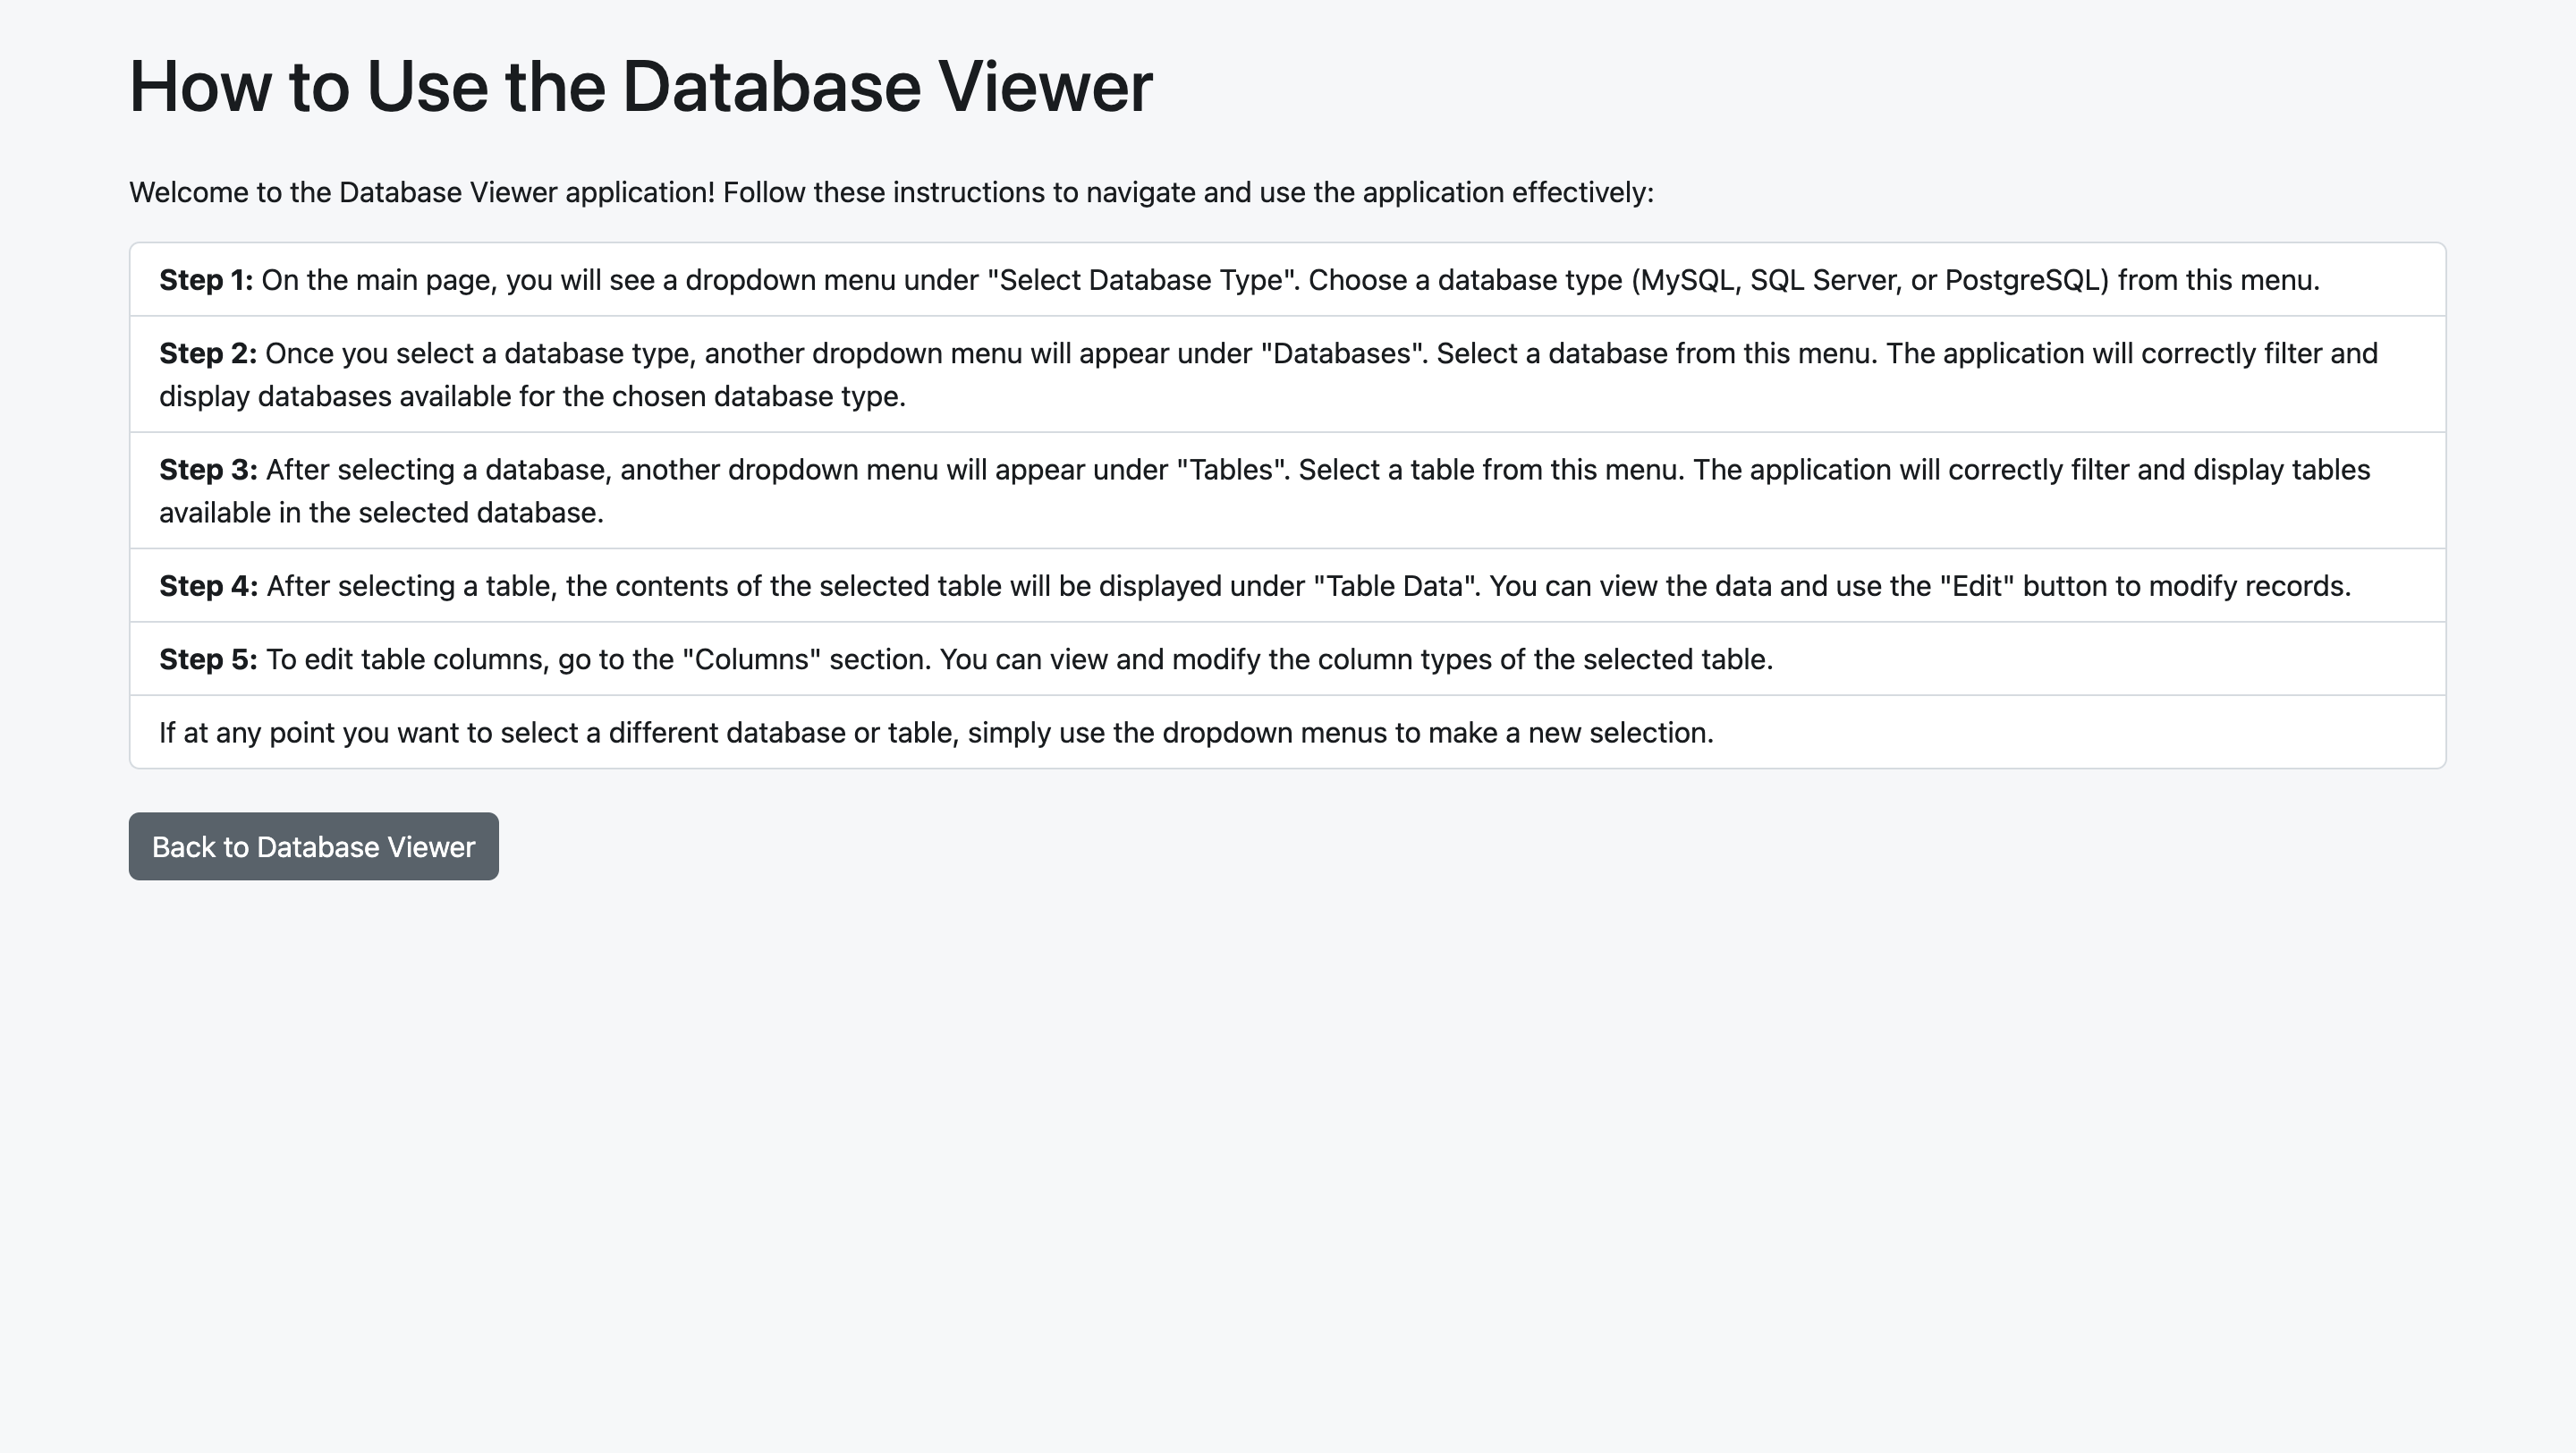 How to Use the Database Viewer
Welcome to the Database Viewer application! Follow these instructions to navigate and use the application effectively:
Step 1: On the main page, you will see a dropdown menu under "Select Database Type". Choose a database type (MySQL, SQL Server, or PostgreSQL) from this menu.
Step 2: Once you select a database type, another dropdown menu will appear under "Databases". Select a database from this menu. The application will correctly filter and
display databases available for the chosen database type.
Step 3: After selecting a database, another dropdown menu will appear under "Tables". Select a table from this menu. The application will correctly filter and display tables
available in the selected database.
Step 4: After selecting a table, the contents of the selected table will be displayed under "Table Data". You can view the data and use the "Edit" button to modify records.
Step 5: To edit table columns, go to the "Columns" section. You can view and modify the column types of the selected table.
If at any point you want to select a different database or table, simply use the dropdown menus to make a new selection.
Back to Database Viewer